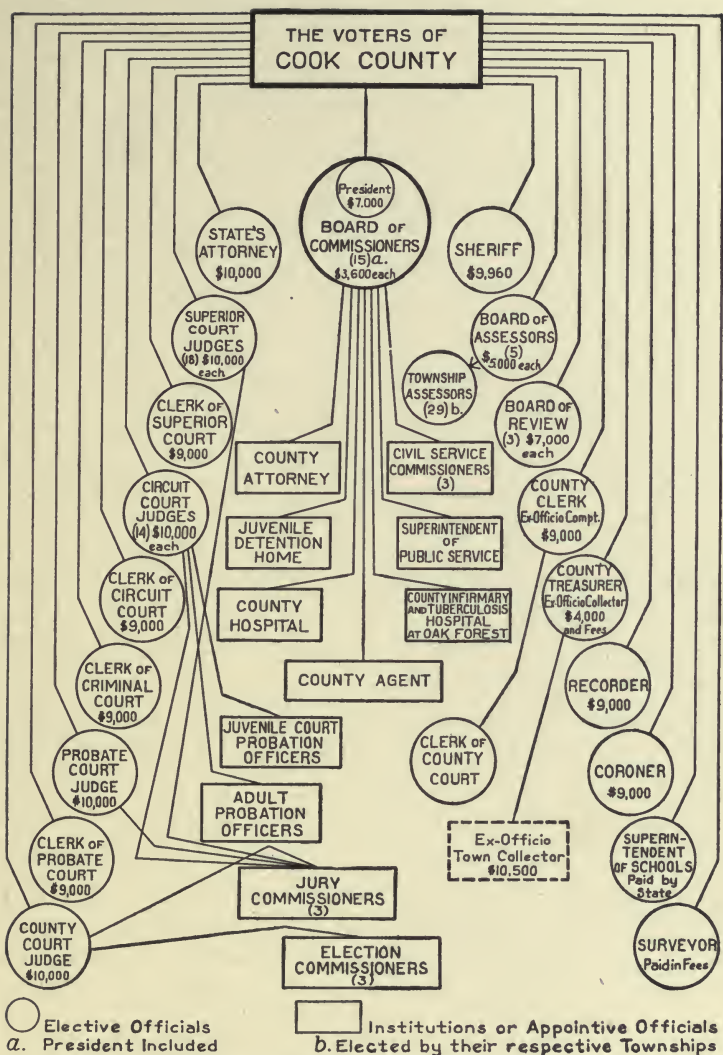 THE VOTERS OF
COOK COUNTY
President
$7.000
BOARD OF
COMMISSIONERS
(15)a.
$3,600 each
STATE'S
ATTORNEY
$10,000
SHERIFF
$9,960
SUPERIOR
COURT
JUDGES
(18) $10,000
each
BOARD OF
ASSESSORS
(5)
$5.000 each
TOWNSHIP
ASSESSORS
(29) b.
CLERK OF
SUPERIOR
COURT
$9,000
BOARD OF
REVIEW
(3) $7,000
each
COUNTY
ATTORNEY
CIVIL SERVICE
COMMISSIONERS
(3)
CIRCUIT
COURT
JUDGES
(14) $10,000
each
COUNTY
CLERK
Ex-Officio Compt.
$9,000
JUVENILE
DETENTION
HOME
SUPERINTENDENT
OF
PUBLIC SERVICE
CLERK OF
CIRCUIT
COURT
$9,000
COUNTY
TREASURER
Ex-Officio Collector
$4,000
and Fees
COUNTY
HOSPITAL
COUNTY INFIRMARY
AND TUBERCULOSIS
HOSPITAL
AT OAK FOREST
CLERK OF
CRIMINAL
COURT
$9,000
COUNTY AGENT
RECORDER
$9,000
JUVENILE COURT
PROBATION
OFFICERS
CLERK OF
COUNTY
COURT
PROBATE
COURT
JUDGE
$10,000
CORONER
$9,000
ADULT
PROBATION
OFFICERS
Ex-Officio
Town Collector
$10,500
CLERK OF
PROBATE
COURT
$9,000
SUPERIN-
TENDENT
OF SCHOOLS
Paid by
State
JURY
COMMISSIONERS
(3)
COUNTY
COURT
JUDGE
$10,000
ELECTION
COMMISSIONERS
(3)
SURVEYOR
Paid in Fees
Elective Officials
Institutions or Appointive Officials
a. President Included
b. Elected by their respective Townships